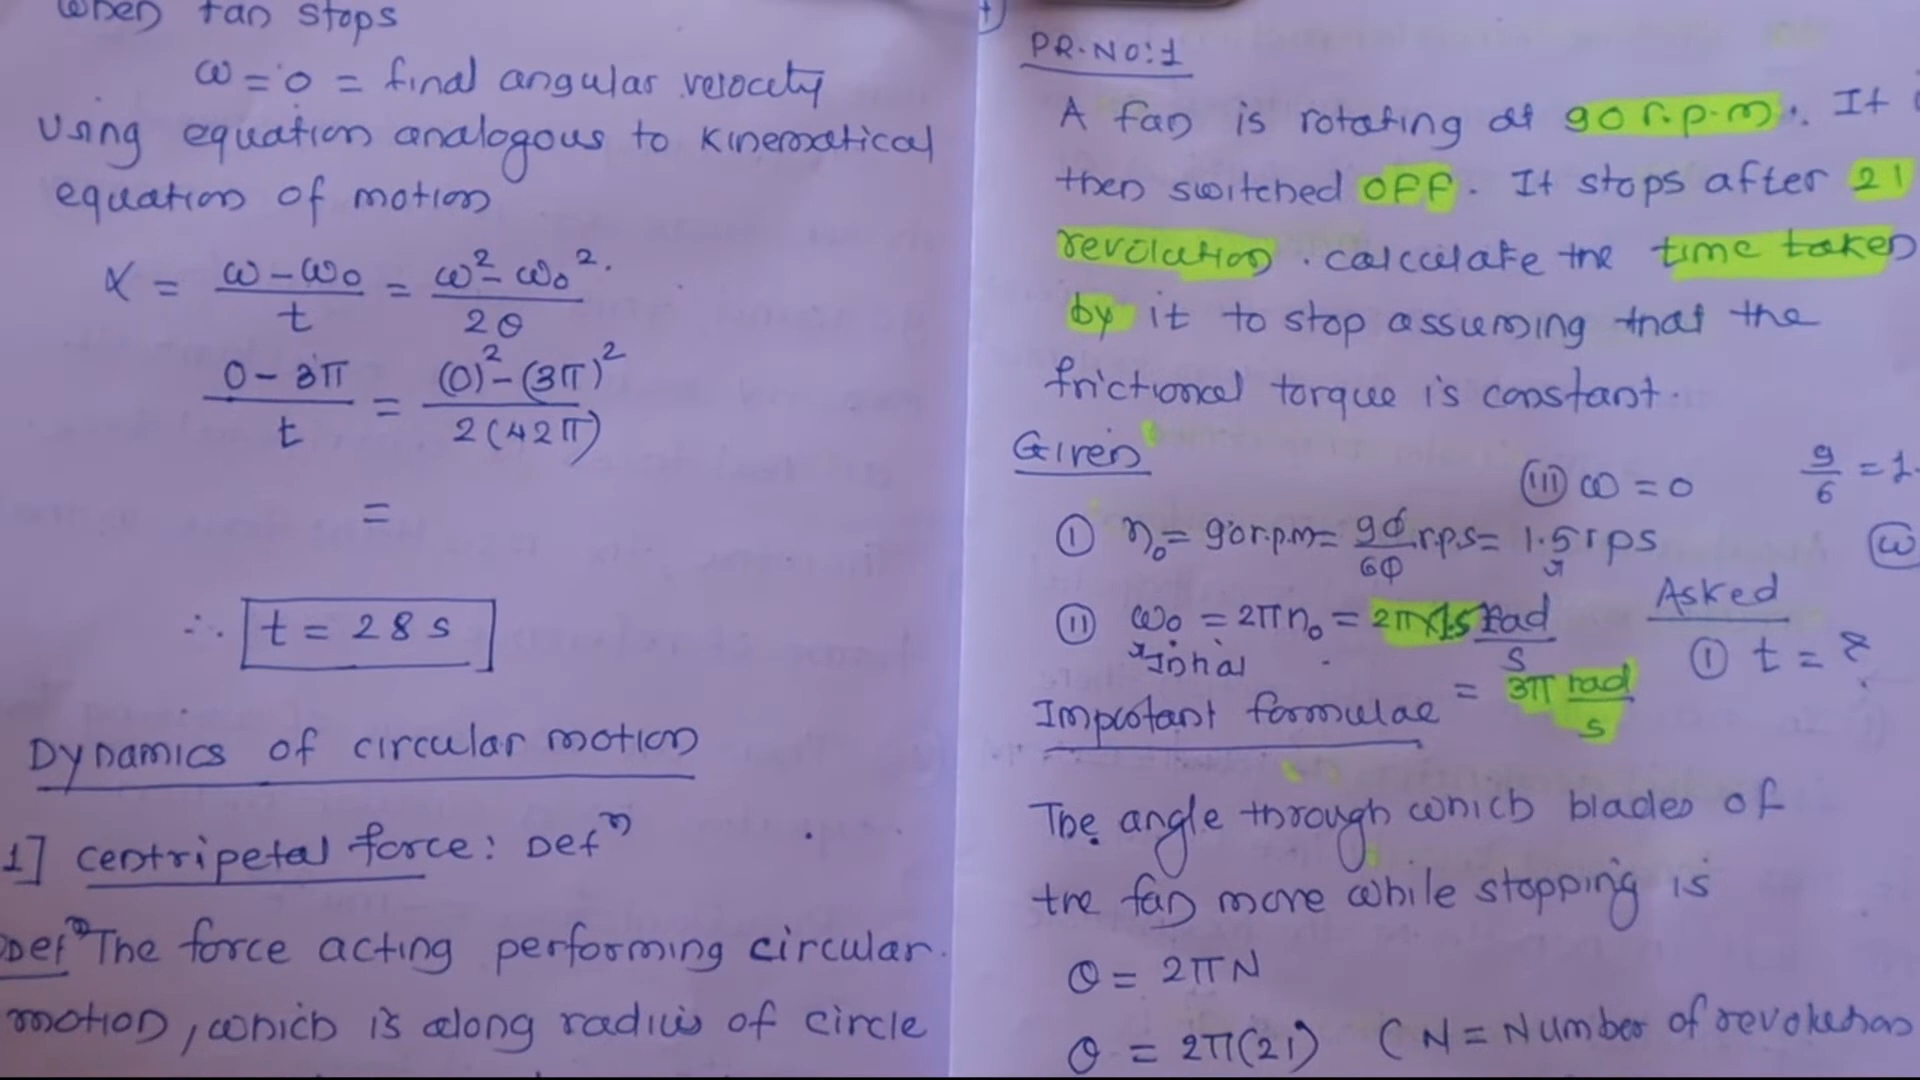 when fan stops
ω = 0 = final angular velocity
Using equation analogous to kinematical
equation of motion
α = ω - ω₀ / t = ω² - ω₀² / 2θ
0 - 3π / t = (0)² - (3π)² / 2(42π)
=
∴ t = 28 s
Dynamics of circular motion
1] centripetal force: Defⁿ
Defⁿ The force acting performing circular
motion, which is along radius of circle
PR.NO:1
A fan is rotating at 90 r.p.m. It
then switched OFF. It stops after 21
revolution. calculate the time taken
by it to stop assuming that the
frictional torque is constant.
Given
(III) ω = 0
9/6 = 1.
(I) n₀ = 90 r.p.m = 90/60 r.p.s = 1.5 rps
(II) ω₀ = 2πn₀ = 2π×1.5 rad/s
Initial
= 3π rad/s
Asked
(I) t = ?
Important formulae
The angle through which blades of
the fan move while stopping is
θ = 2πN
θ = 2π(21) (N = Number of revolutions